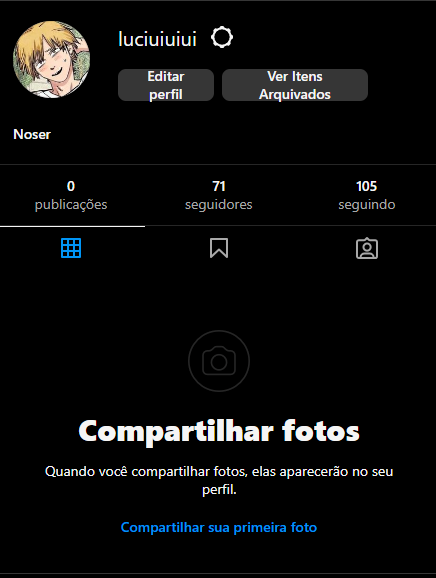 luciuiuiui
Editar
perfil
Ver Itens
Arquivados
Noser
0
publicações
71
seguidores
105
seguindo
Compartilhar fotos
Quando você compartilhar fotos, elas aparecerão no seu
perfil.
Compartilhar sua primeira foto